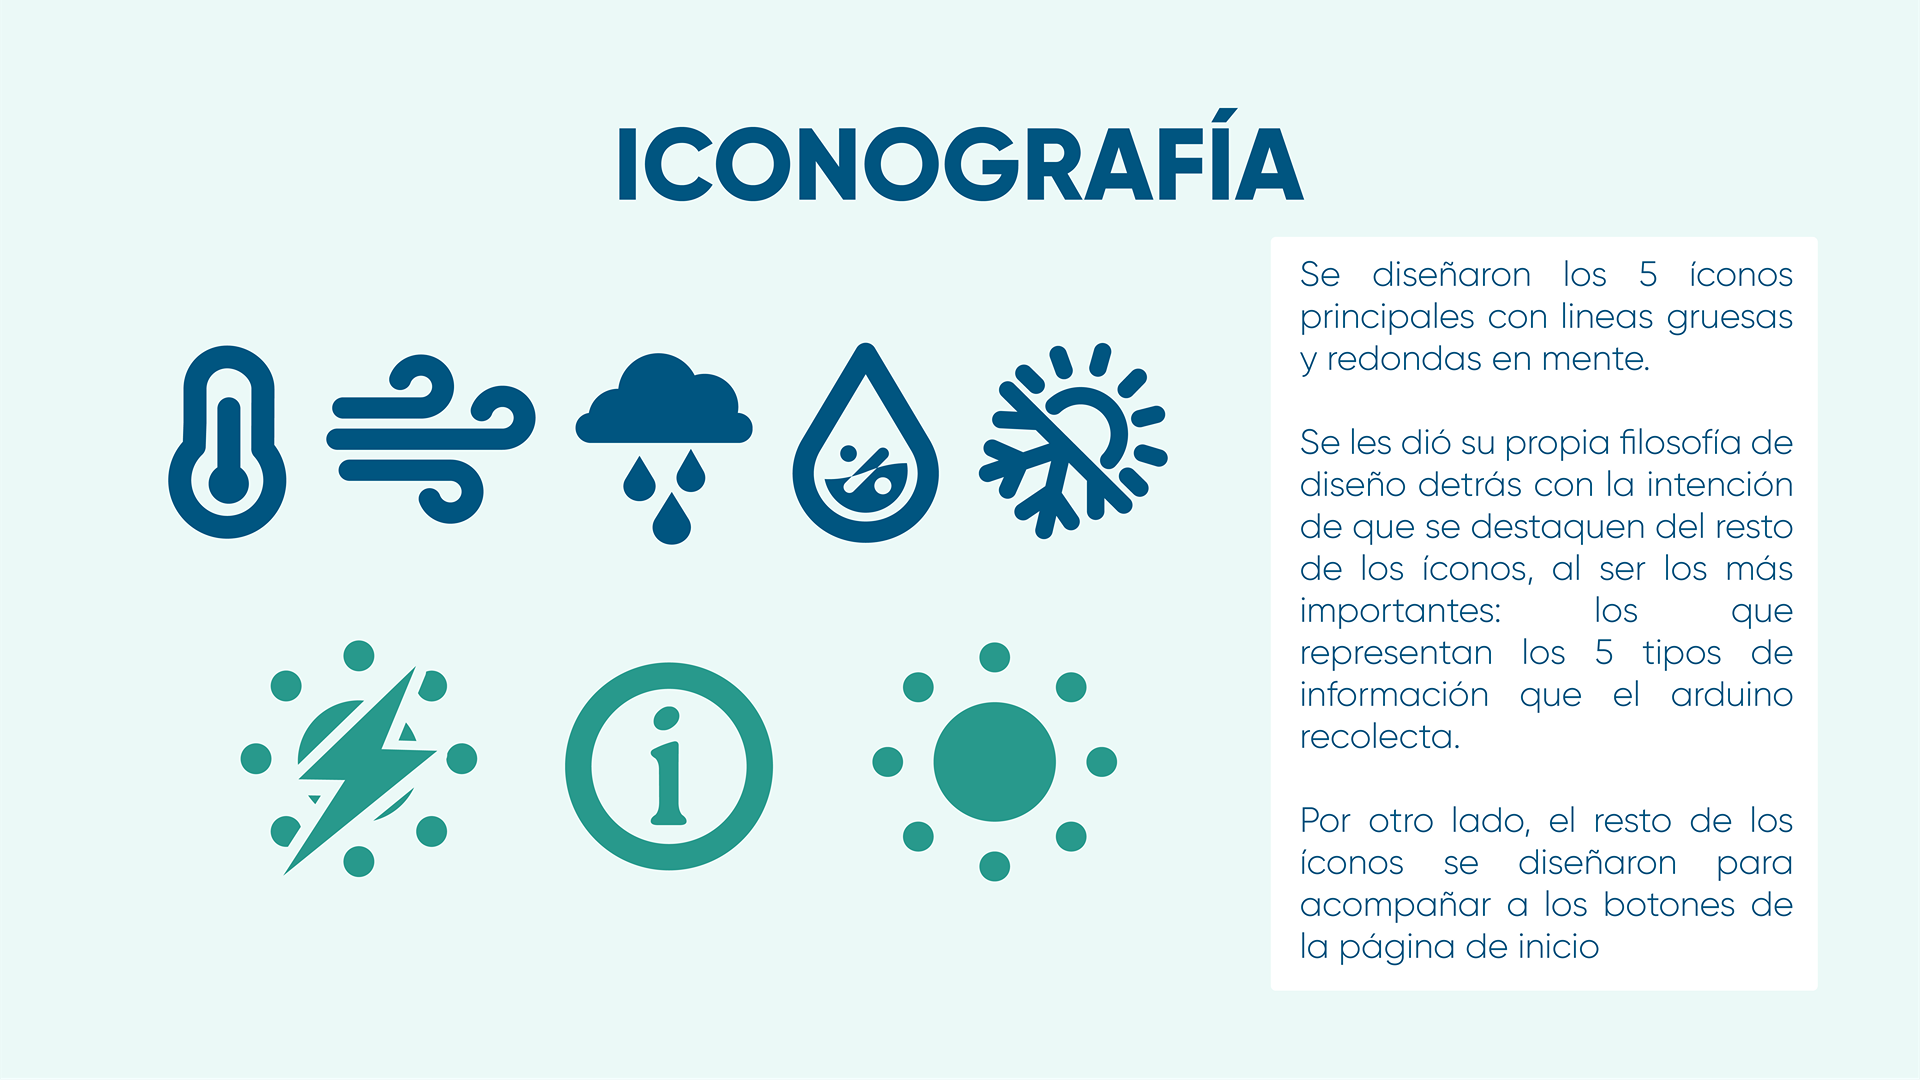 ICONOGRAFÍA
Se diseñaron los 5 íconos
principales con lineas gruesas
y redondas en mente.
Se les dió su propia filosofía de
diseño detrás con la intención
de que se destaquen del resto
de los íconos, al ser los más
importantes: los que
representan los 5 tipos de
información que el arduino
recolecta.
Por otro lado, el resto de los
íconos se diseñaron para
acompañar a los botones de
la página de inicio